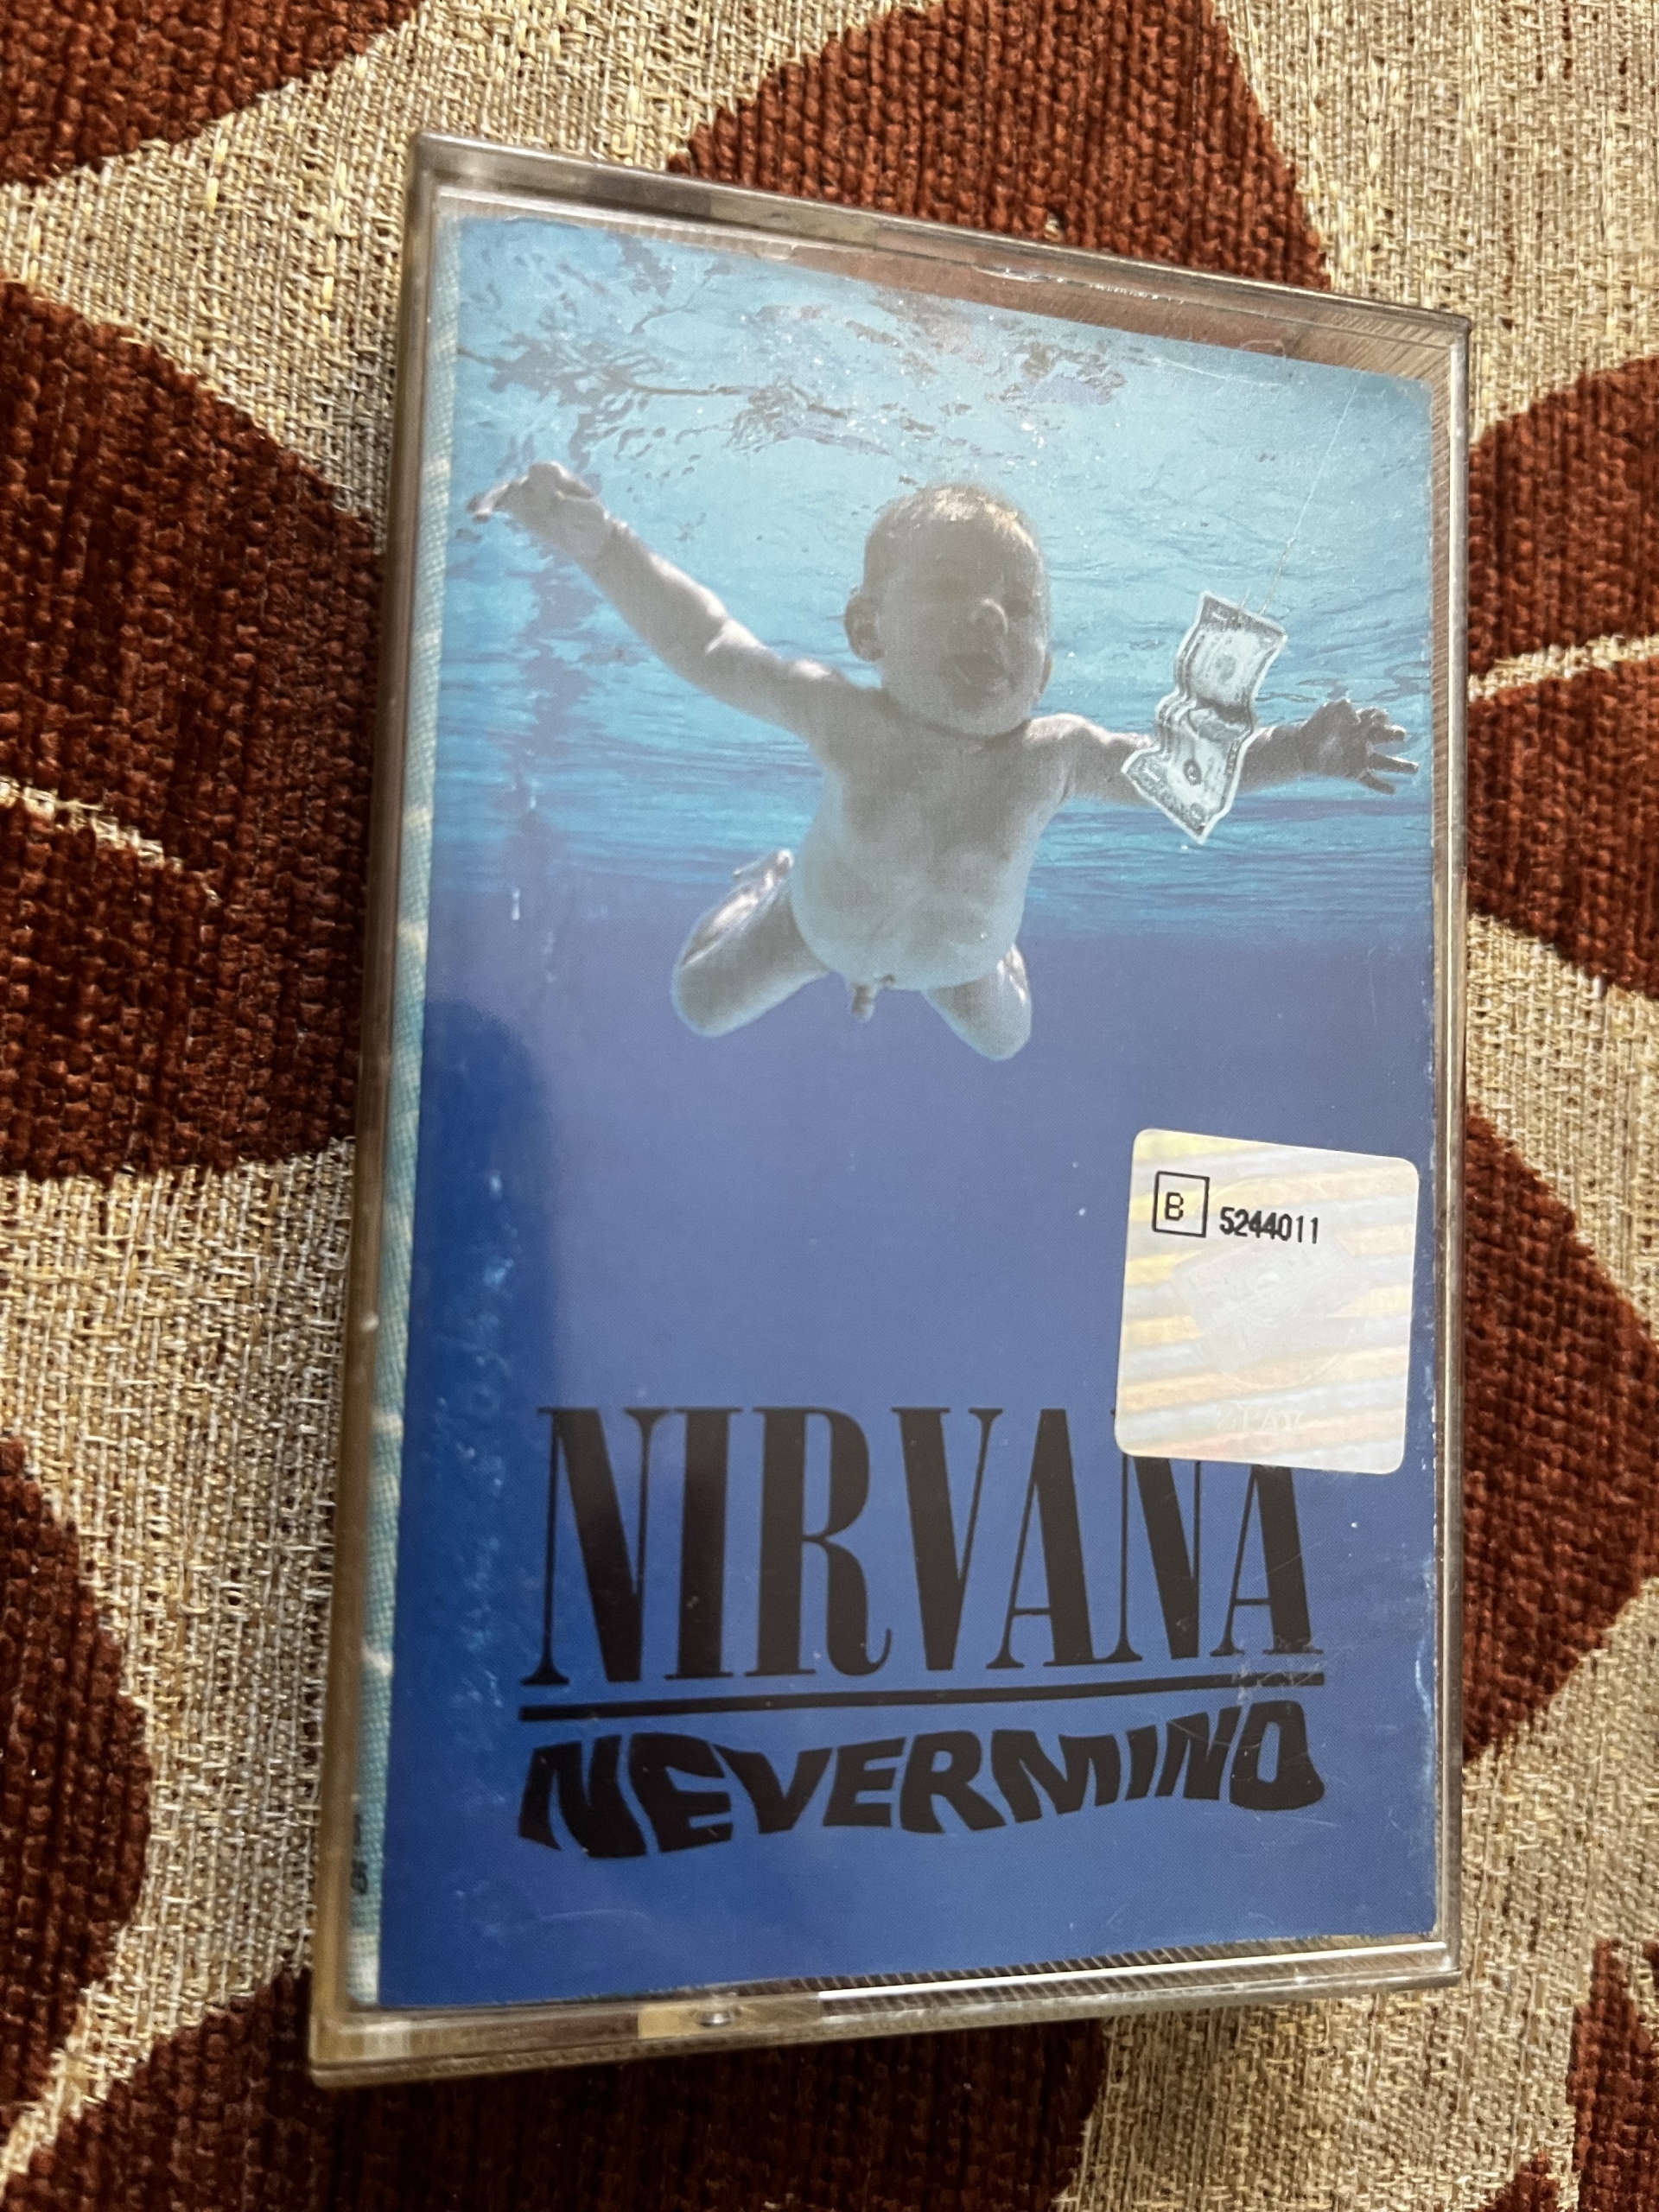 B 5244011
NIRVANA
NEVERMIND